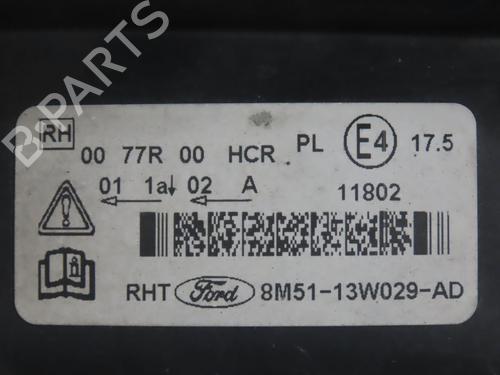 RH
00 77R 00 HCR PL E4 17.5
01 1a↓ 02 A
11802
RHT Ford 8M51-13W029-AD
B-PARTS